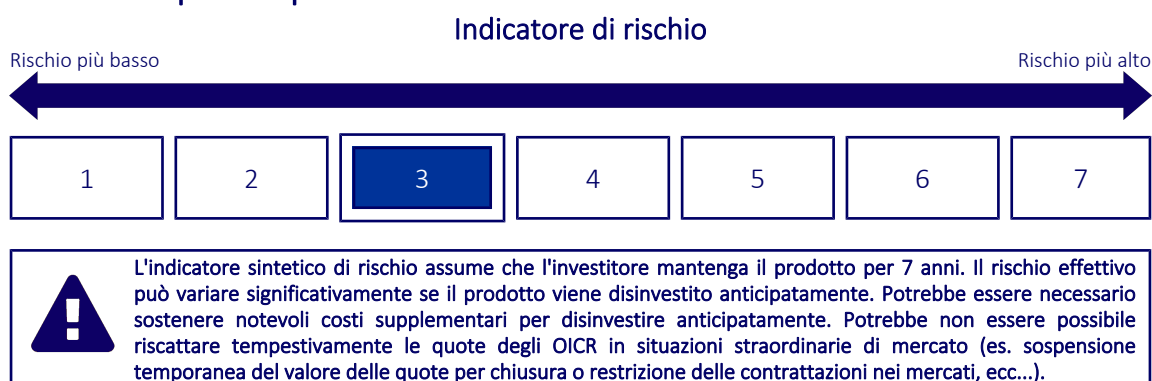 Indicatore di rischio
Rischio più basso
Rischio più alto
1
2
3
4
5
6
7
L'indicatore sintetico di rischio assume che l'investitore mantenga il prodotto per 7 anni. Il rischio effettivo
può variare significativamente se il prodotto viene disinvestito anticipatamente. Potrebbe essere necessario
sostenere notevoli costi supplementari per disinvestire anticipatamente. Potrebbe non essere possibile
riscattare tempestivamente le quote degli OICR in situazioni straordinarie di mercato (es. sospensione
temporanea del valore delle quote per chiusura o restrizione delle contrattazioni nei mercati, ecc...).